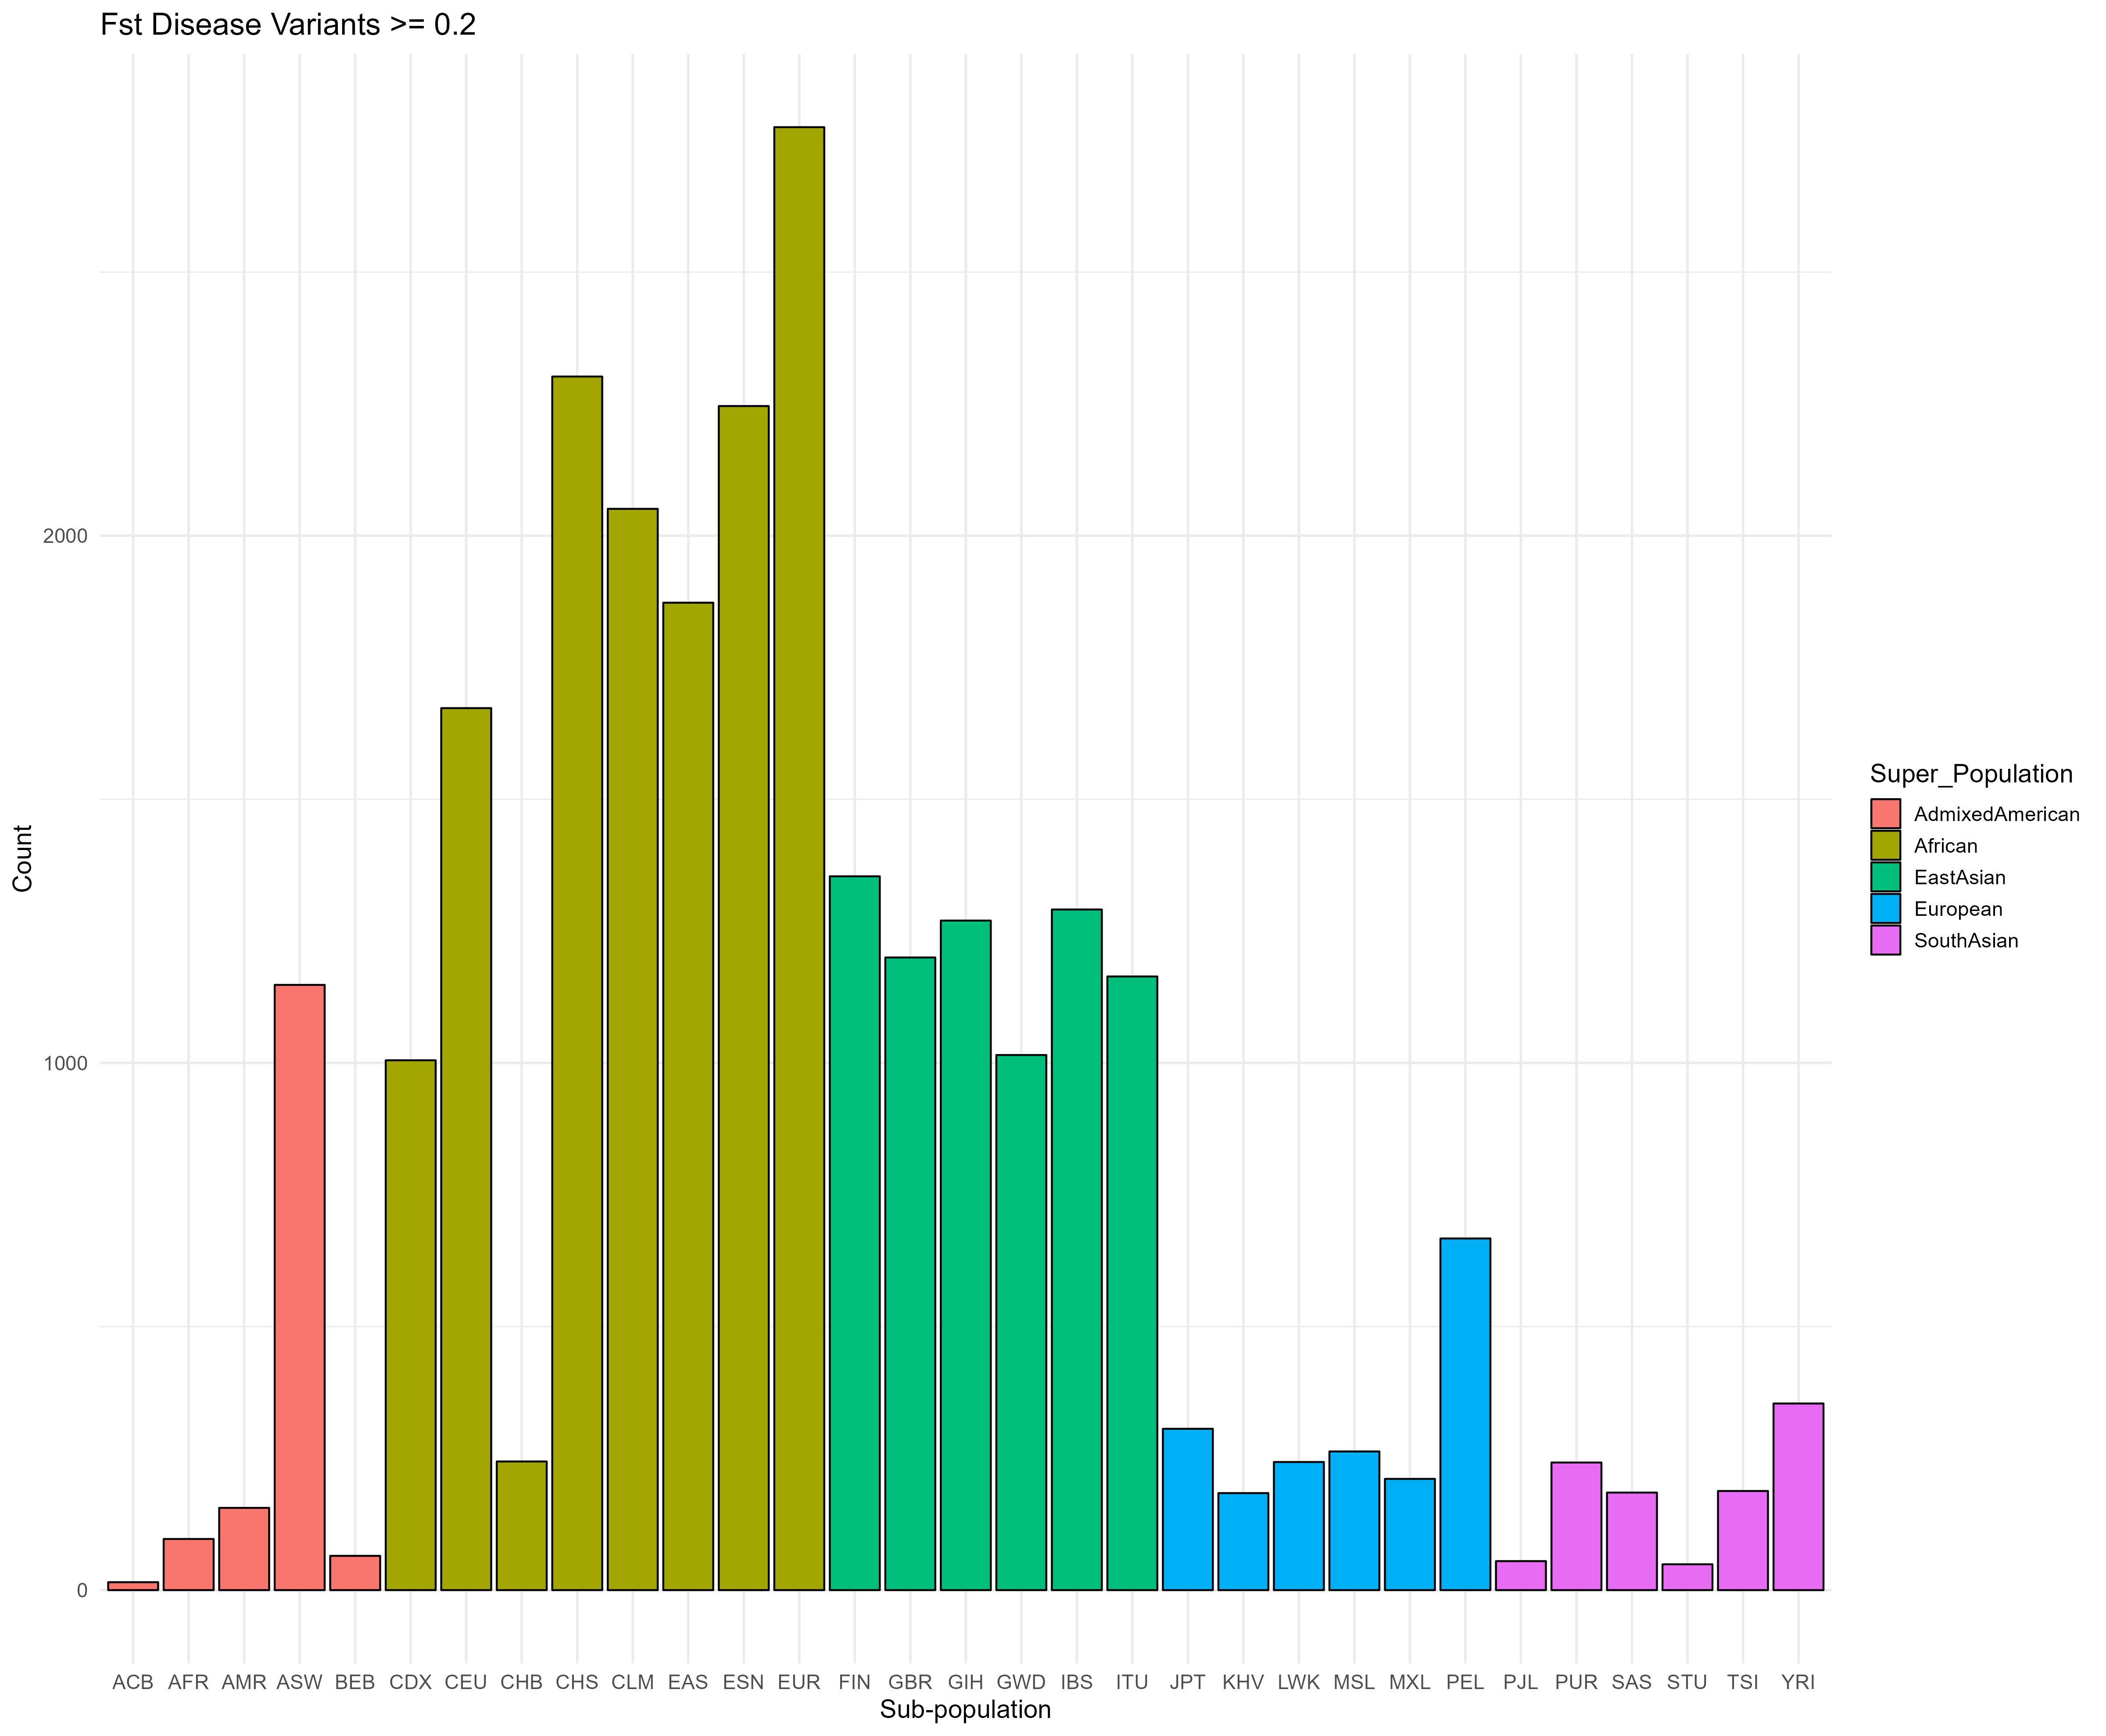 Fst Disease Variants >= 0.2
Count
2000
1000
0
ACB AFR AMR ASW BEB CDX CEU CHB CHS CLM EAS ESN EUR FIN GBR GIH GWD IBS ITU JPT KHV LWK MSL MXL PEL PJL PUR SAS STU TSI YRI
Sub-population
Super_Population
AdmixedAmerican
African
EastAsian
European
SouthAsian